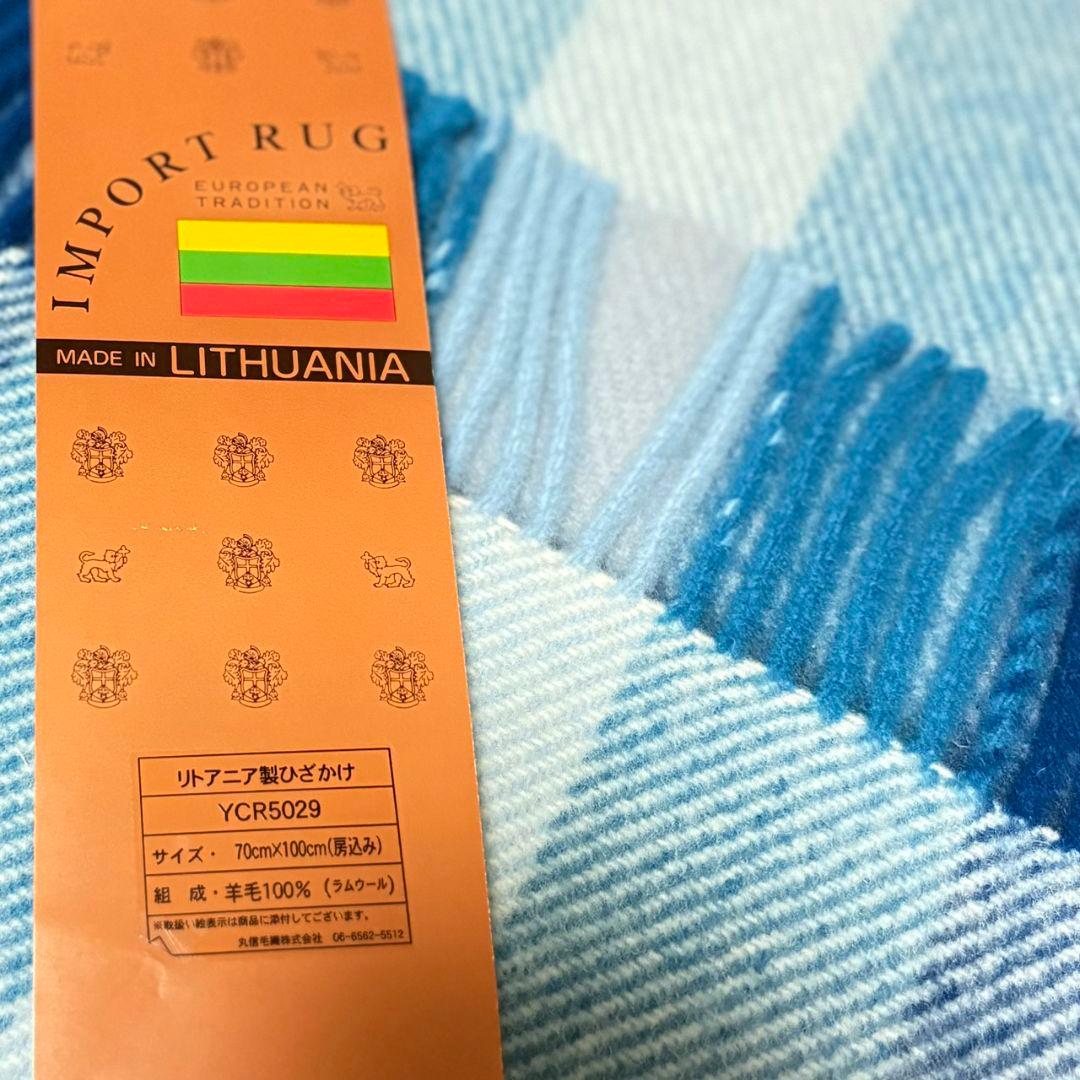 IMPORT RUG
EUROPEAN
TRADITION
MADE IN LITHUANIA
リトアニア製ひざかけ
YCR5029
サイズ・ 70cm×100cm(房込み)
組 成・羊毛100% (ラムウール)
※取扱い絵表示は商品に添付してございます。
丸信毛織株式会社 06-6562-5512